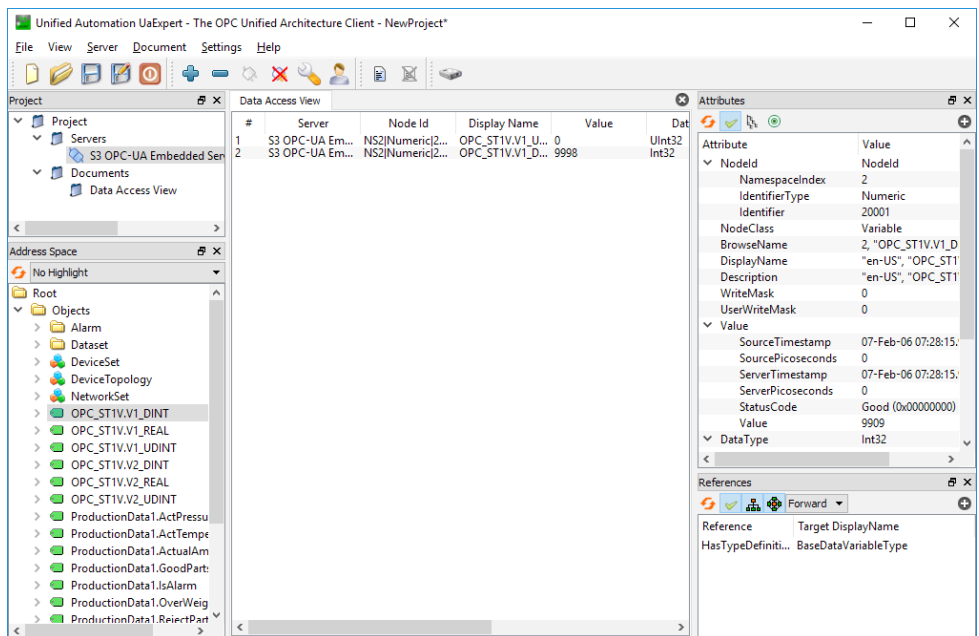 Unified Automation UaExpert - The OPC Unified Architecture Client - NewProject*
File View Server Document Settings Help
Project
Project
Servers
S3 OPC-UA Embedded Serv
Documents
Data Access View
Address Space
No Highlight
Root
Objects
Alarm
Dataset
DeviceSet
DeviceTopology
NetworkSet
OPC_ST1V.V1_DINT
OPC_ST1V.V1_REAL
OPC_ST1V.V1_UDINT
OPC_ST1V.V2_DINT
OPC_ST1V.V2_REAL
OPC_ST1V.V2_UDINT
ProductionData1.ActPressu
ProductionData1.ActTempe
ProductionData1.ActualAm
ProductionData1.GoodParts
ProductionData1.IsAlarm
ProductionData1.OverWeig
ProductionData1.RejectPart
Data Access View
# Server Node Id Display Name Value Dat
1 S3 OPC-UA Em... NS2|Numeric|2... OPC_ST1V.V1_U... 0 UInt32
2 S3 OPC-UA Em... NS2|Numeric|2... OPC_ST1V.V1_D... 9998 Int32
Attributes
Attribute Value
NodeId NodeId
NamespaceIndex 2
IdentifierType Numeric
Identifier 20001
NodeClass Variable
BrowseName 2, "OPC_ST1V.V1_D
DisplayName "en-US", "OPC_ST1
Description "en-US", "OPC_ST1
WriteMask 0
UserWriteMask 0
Value
SourceTimestamp 07-Feb-06 07:28:15.
SourcePicoseconds 0
ServerTimestamp 07-Feb-06 07:28:15.
ServerPicoseconds 0
StatusCode Good (0x00000000)
Value 9909
DataType Int32
References
Forward
Reference Target DisplayName
HasTypeDefiniti... BaseDataVariableType